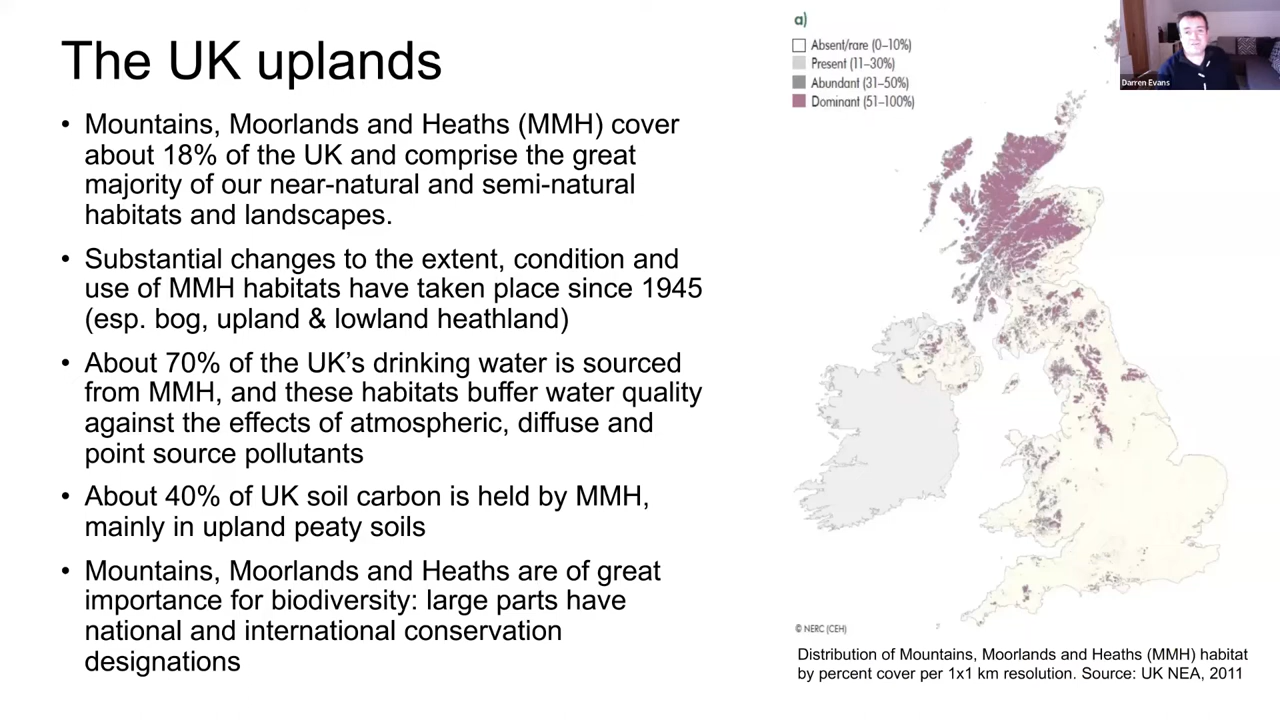 The UK uplands
• Mountains, Moorlands and Heaths (MMH) cover
about 18% of the UK and comprise the great
majority of our near-natural and semi-natural
habitats and landscapes.
• Substantial changes to the extent, condition and
use of MMH habitats have taken place since 1945
(esp. bog, upland & lowland heathland)
• About 70% of the UK’s drinking water is sourced
from MMH, and these habitats buffer water quality
against the effects of atmospheric, diffuse and
point source pollutants
• About 40% of UK soil carbon is held by MMH,
mainly in upland peaty soils
• Mountains, Moorlands and Heaths are of great
importance for biodiversity: large parts have
national and international conservation
designations
a)
Absent/rare (0–10%)
Present (11–30%)
Abundant (31–50%)
Dominant (51–100%)
Darren Evans
© NERC (CEH)
Distribution of Mountains, Moorlands and Heaths (MMH) habitat
by percent cover per 1x1 km resolution. Source: UK NEA, 2011